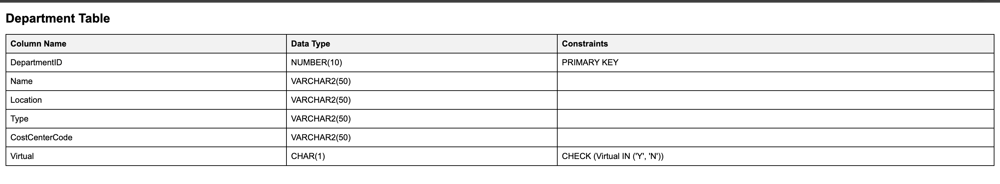 Department Table
Column Name Data Type Constraints
DepartmentID NUMBER(10) PRIMARY KEY
Name VARCHAR2(50)
Location VARCHAR2(50)
Type VARCHAR2(50)
CostCenterCode VARCHAR2(50)
Virtual CHAR(1) CHECK (Virtual IN ('Y', 'N'))